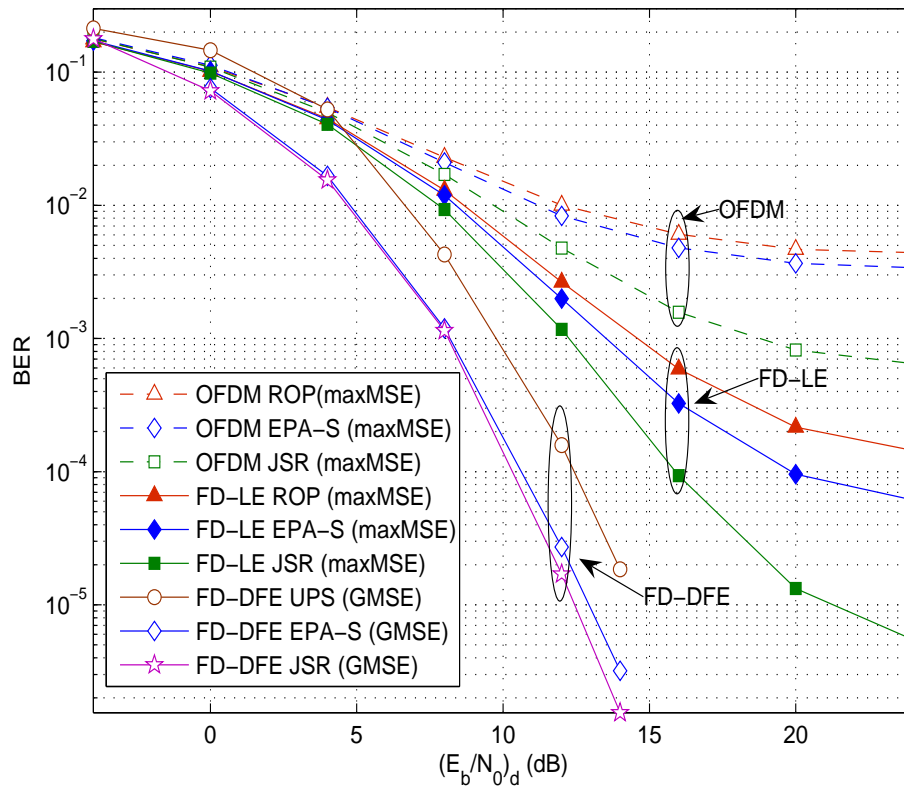 10^−1
10^−2
10^−3
10^−4
10^−5
BER
OFDM
FD−LE
FD−DFE
OFDM ROP(maxMSE)
OFDM EPA−S (maxMSE)
OFDM JSR (maxMSE)
FD−LE ROP (maxMSE)
FD−LE EPA−S (maxMSE)
FD−LE JSR (maxMSE)
FD−DFE UPS (GMSE)
FD−DFE EPA−S (GMSE)
FD−DFE JSR (GMSE)
0 5 10 15 20
(E_b/N_0)_d (dB)